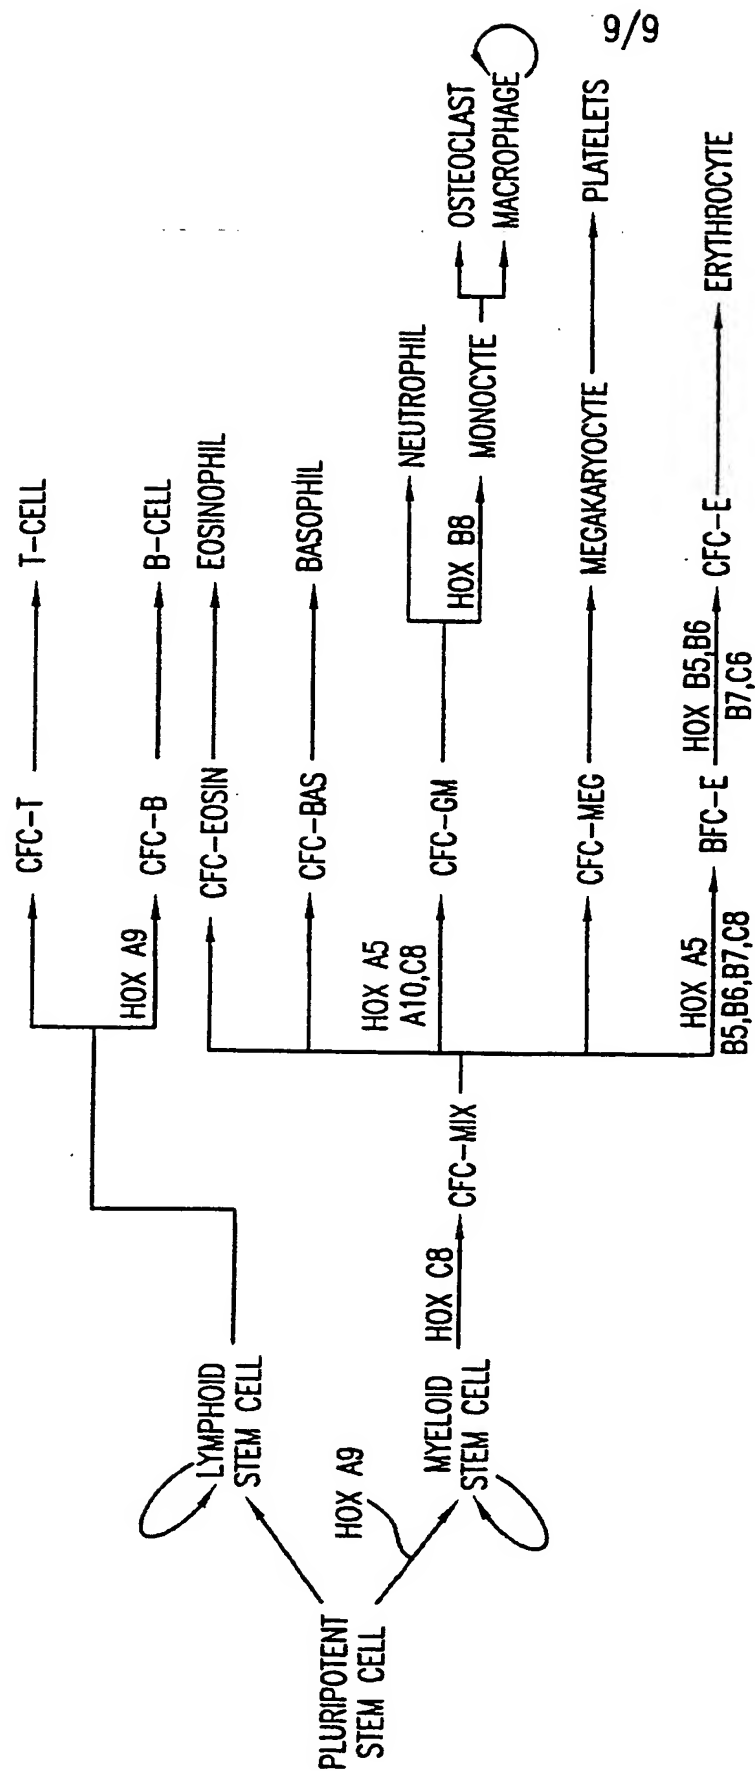 6/6
PLURIPOTENT
STEM CELL
LYMPHOID
STEM CELL
HOX A9
MYELOID
STEM CELL
HOX C8
CFC-MIX
HOX A9
CFC-T
T-CELL
CFC-B
B-CELL
CFC-EOSIN
EOSINOPHIL
CFC-BAS
BASOPHIL
HOX A5
A10,C8
CFC-GM
NEUTROPHIL
HOX B8
MONOCYTE
OSTEOCLAST
MACROPHAGE
CFC-MEG
MEGAKARYOCYTE
PLATELETS
HOX A5
B5,B6,B7,C8
BFC-E
HOX B5,B6
B7,C6
CFC-E
ERYTHROCYTE